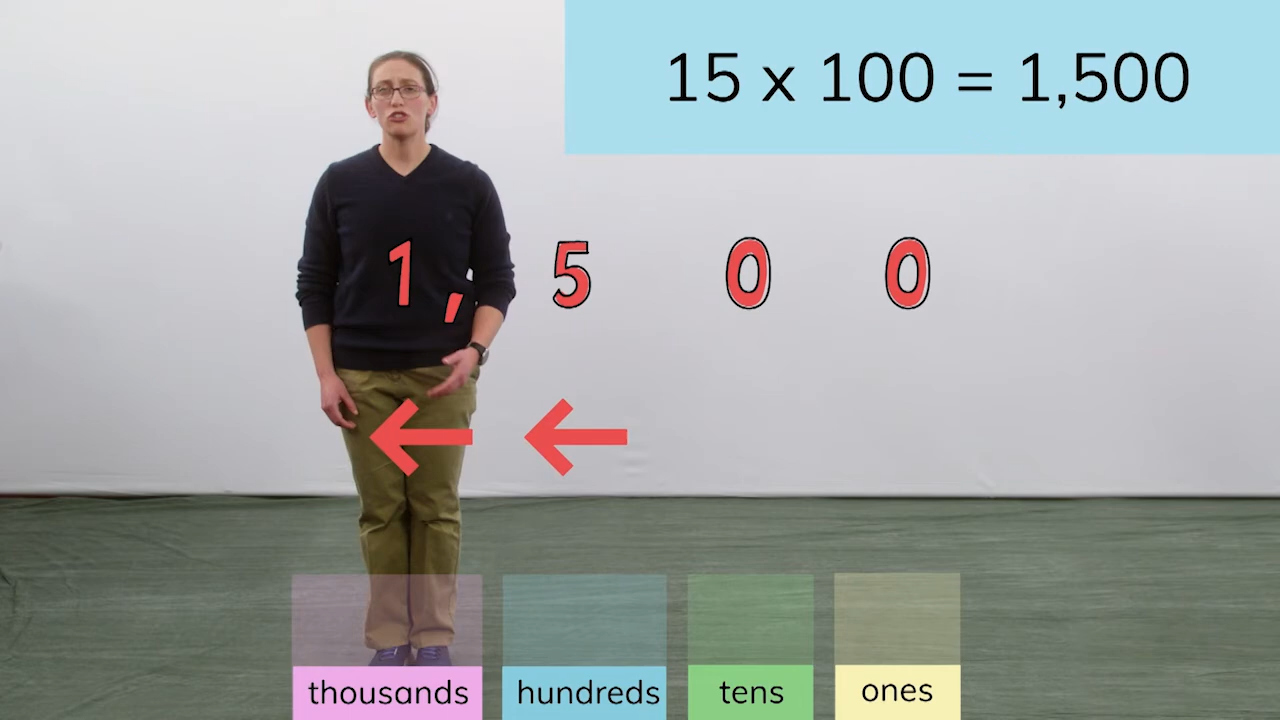 15 x 100 = 1,500
1, 5 0 0
thousands hundreds tens ones